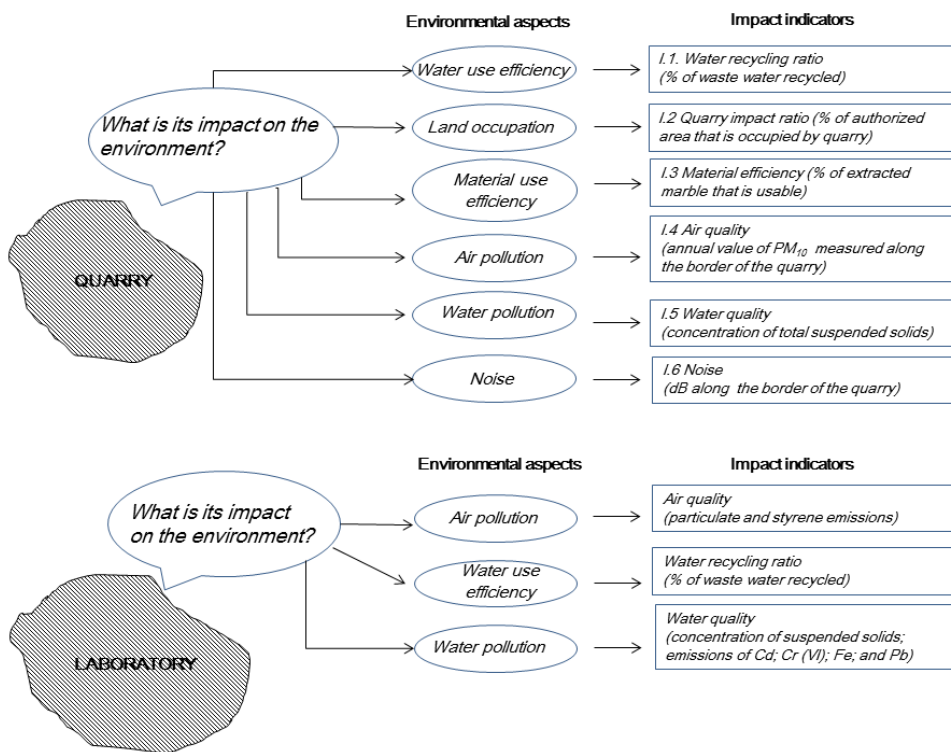 Environmental aspects
Impact indicators
Water use efficiency
I.1. Water recycling ratio
(% of waste water recycled)
What is its impact on the
environment?
Land occupation
I.2 Quarry impact ratio (% of authorized
area that is occupied by quarry)
Material use
efficiency
I.3 Material efficiency (% of extracted
marble that is usable)
QUARRY
Air pollution
I.4 Air quality
(annual value of PM10 measured along
the border of the quarry)
Water pollution
I.5 Water quality
(concentration of total suspended solids)
Noise
I.6 Noise
(dB along the border of the quarry)
Environmental aspects
Impact indicators
What is its impact
on the environment?
Air pollution
Air quality
(particulate and styrene emissions)
Water use
efficiency
Water recycling ratio
(% of waste water recycled)
LABORATORY
Water pollution
Water quality
(concentration of suspended solids;
emissions of Cd; Cr (VI); Fe; and Pb)